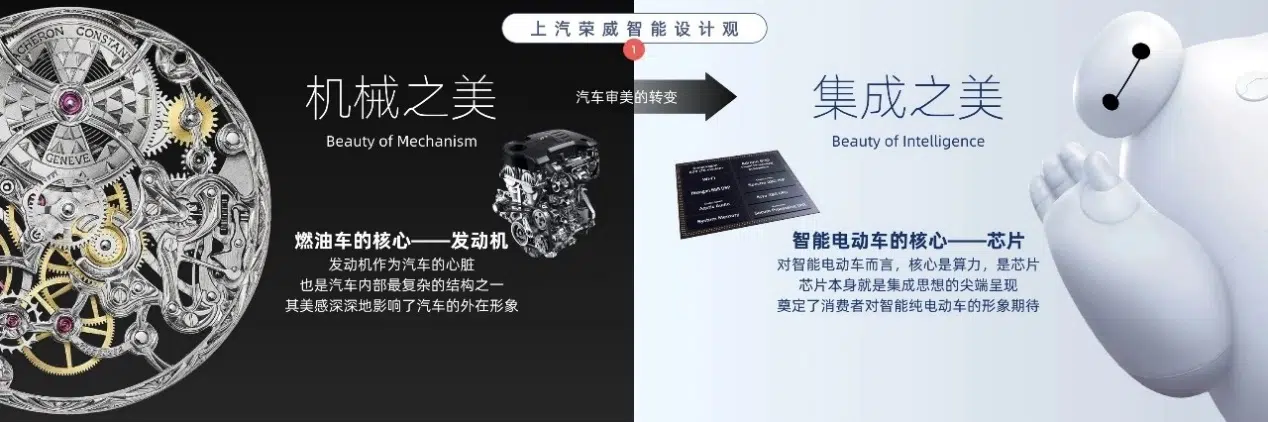 上汽荣威智能设计观
1
CHERON CONSTANT
GENÈVE
机械之美
Beauty of Mechanism
燃油车的核心——发动机
发动机作为汽车的心脏
也是汽车内部最复杂的结构之一
其美感深深地影响了汽车的外在形象
汽车审美的转变
集成之美
Beauty of Intelligence
智能电动车的核心——芯片
对智能电动车而言，核心是算力，是芯片
芯片本身就是集成思想的尖端呈现
奠定了消费者对智能纯电动车的形象期待